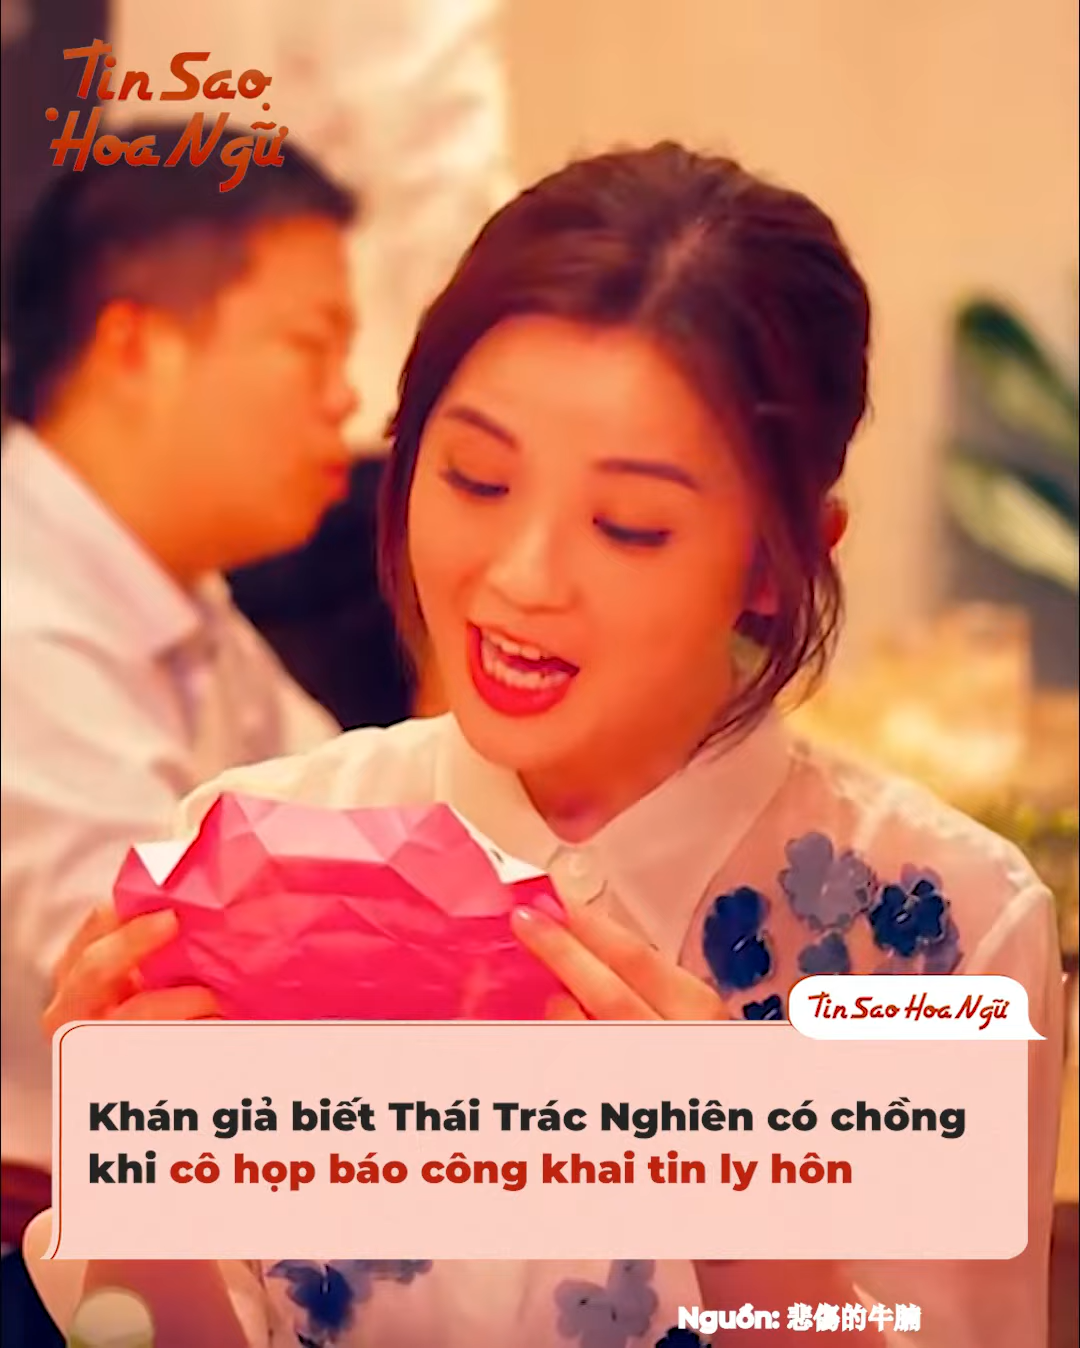 Tin Sao
Hoa Ngữ
Tin Sao Hoa Ngữ
Khán giả biết Thái Trác Nghiên có chồng
khi cô họp báo công khai tin ly hôn
Nguồn: 悲傷的牛腩